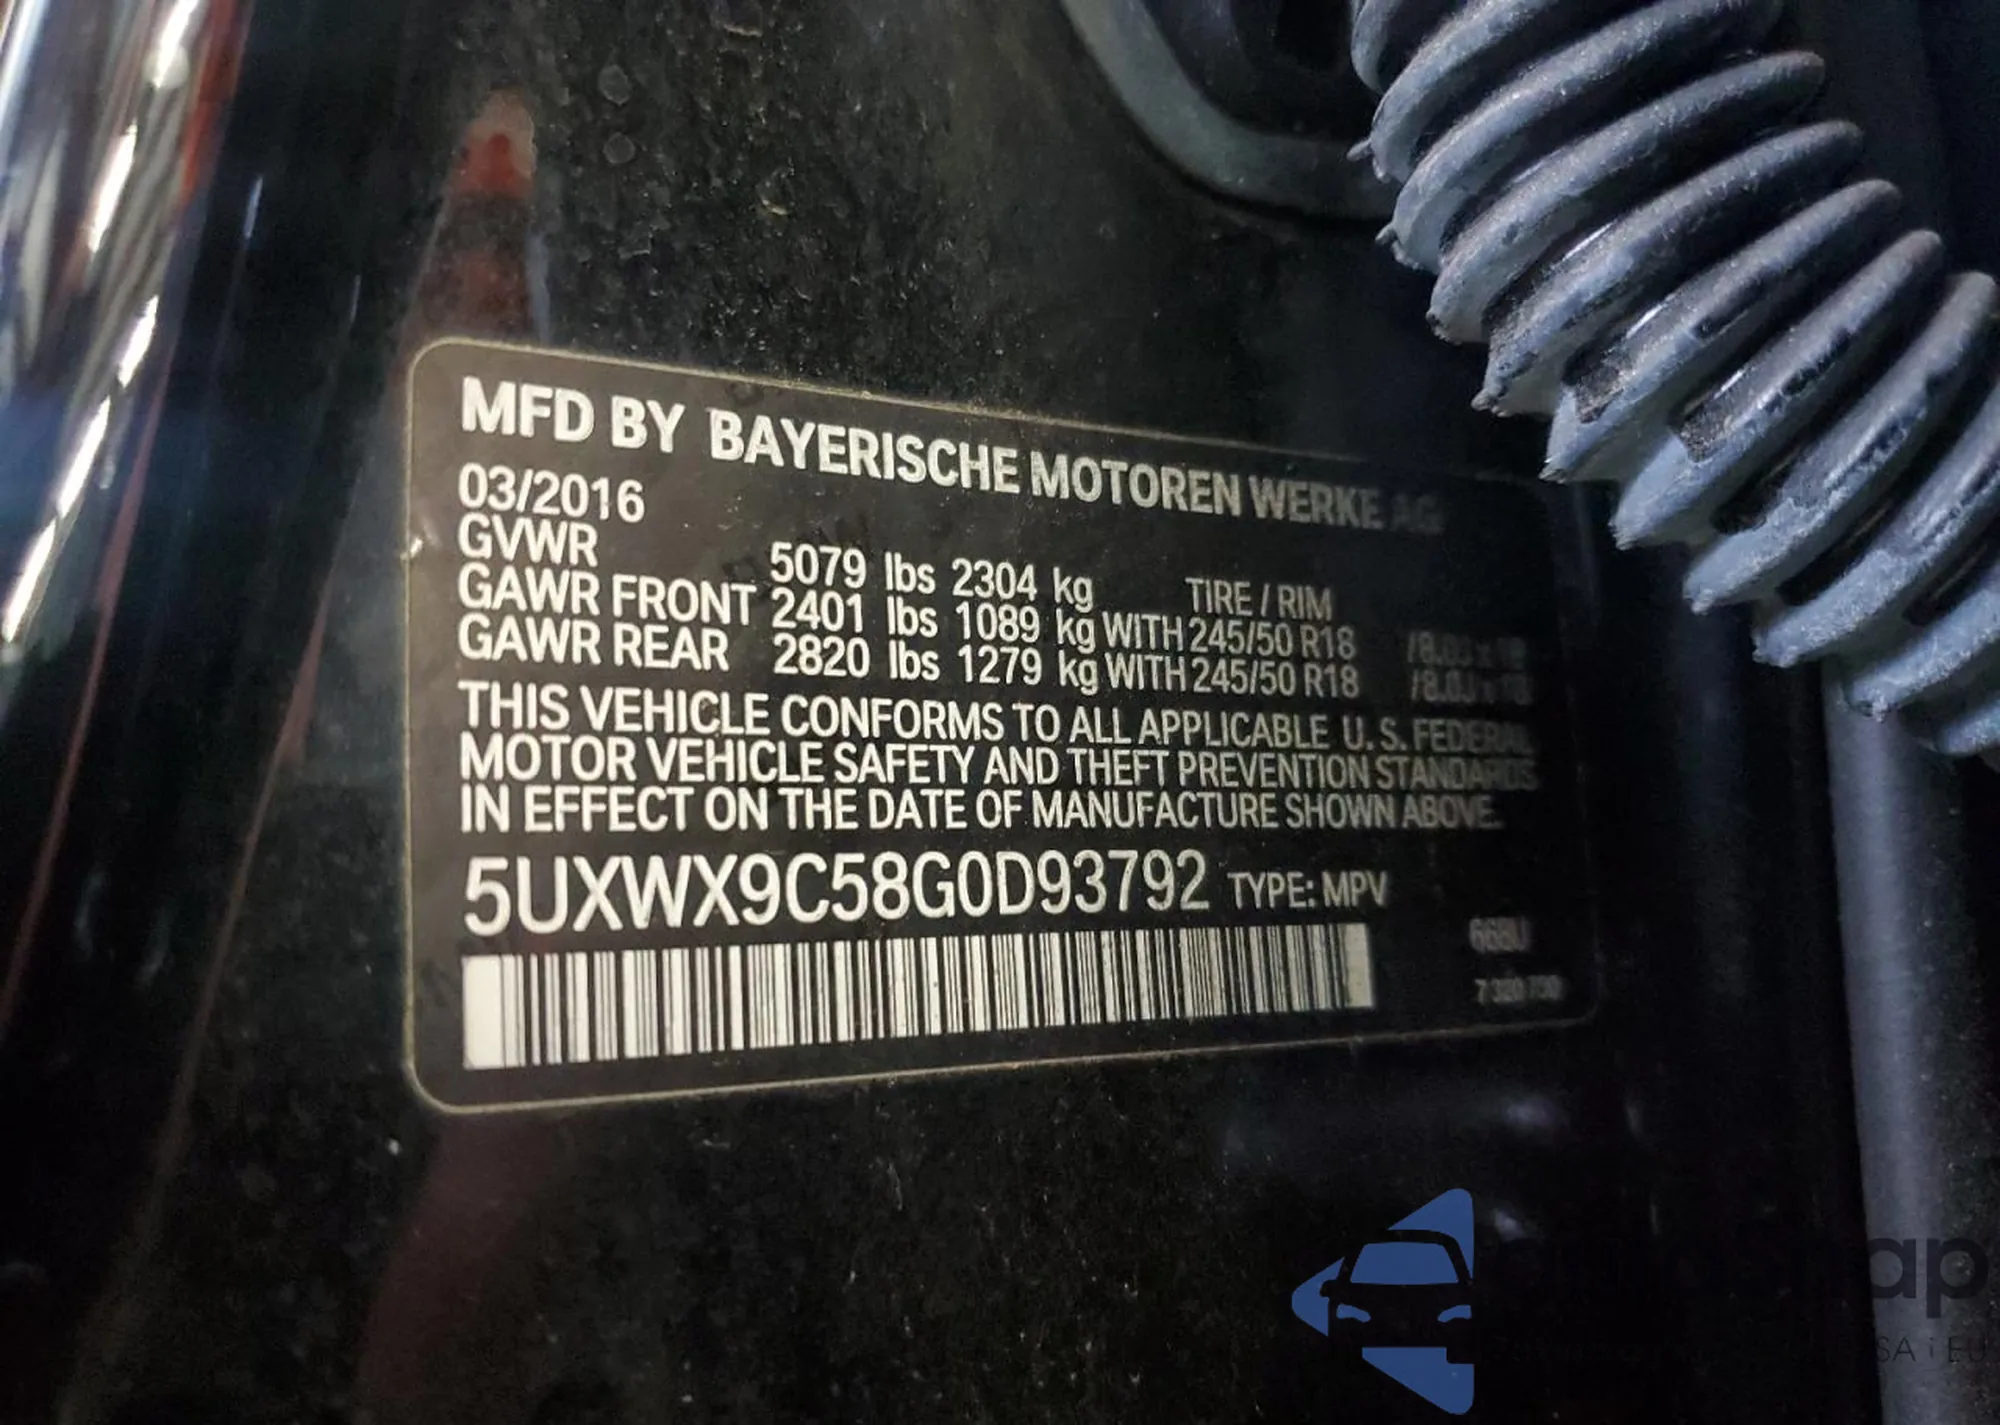 MFD BY BAYERISCHE MOTOREN WERKE AG
03/2016
GVWR 5079 lbs 2304 kg TIRE / RIM
GAWR FRONT 2401 lbs 1089 kg WITH 245/50 R18
GAWR REAR 2820 lbs 1279 kg WITH 245/50 R18
THIS VEHICLE CONFORMS TO ALL APPLICABLE U.S. FEDERAL
MOTOR VEHICLE SAFETY AND THEFT PREVENTION STANDARDS
IN EFFECT ON THE DATE OF MANUFACTURE SHOWN ABOVE.
5UXWX9C58G0D93792 TYPE: MPV